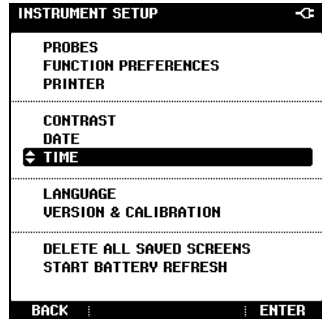 INSTRUMENT SETUP
PROBES
FUNCTION PREFERENCES
PRINTER
CONTRAST
DATE
TIME
LANGUAGE
VERSION & CALIBRATION
DELETE ALL SAVED SCREENS
START BATTERY REFRESH
BACK ENTER